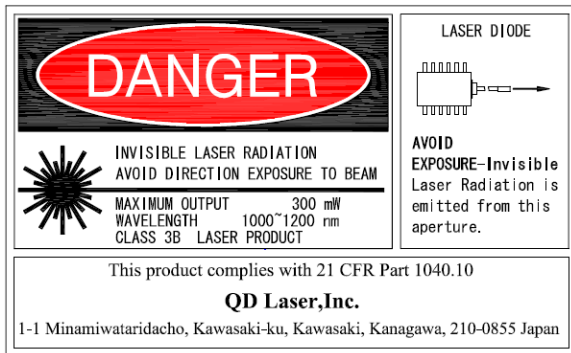 DANGER
INVISIBLE LASER RADIATION
AVOID DIRECTION EXPOSURE TO BEAM
MAXIMUM OUTPUT 300 mW
WAVELENGTH 1000~1200 nm
CLASS 3B LASER PRODUCT
LASER DIODE
AVOID
EXPOSURE-Invisible
Laser Radiation is
emitted from this
aperture.
This product complies with 21 CFR Part 1040.10
QD Laser,Inc.
1-1 Minamiwataridacho, Kawasaki-ku, Kawasaki, Kanagawa, 210-0855 Japan